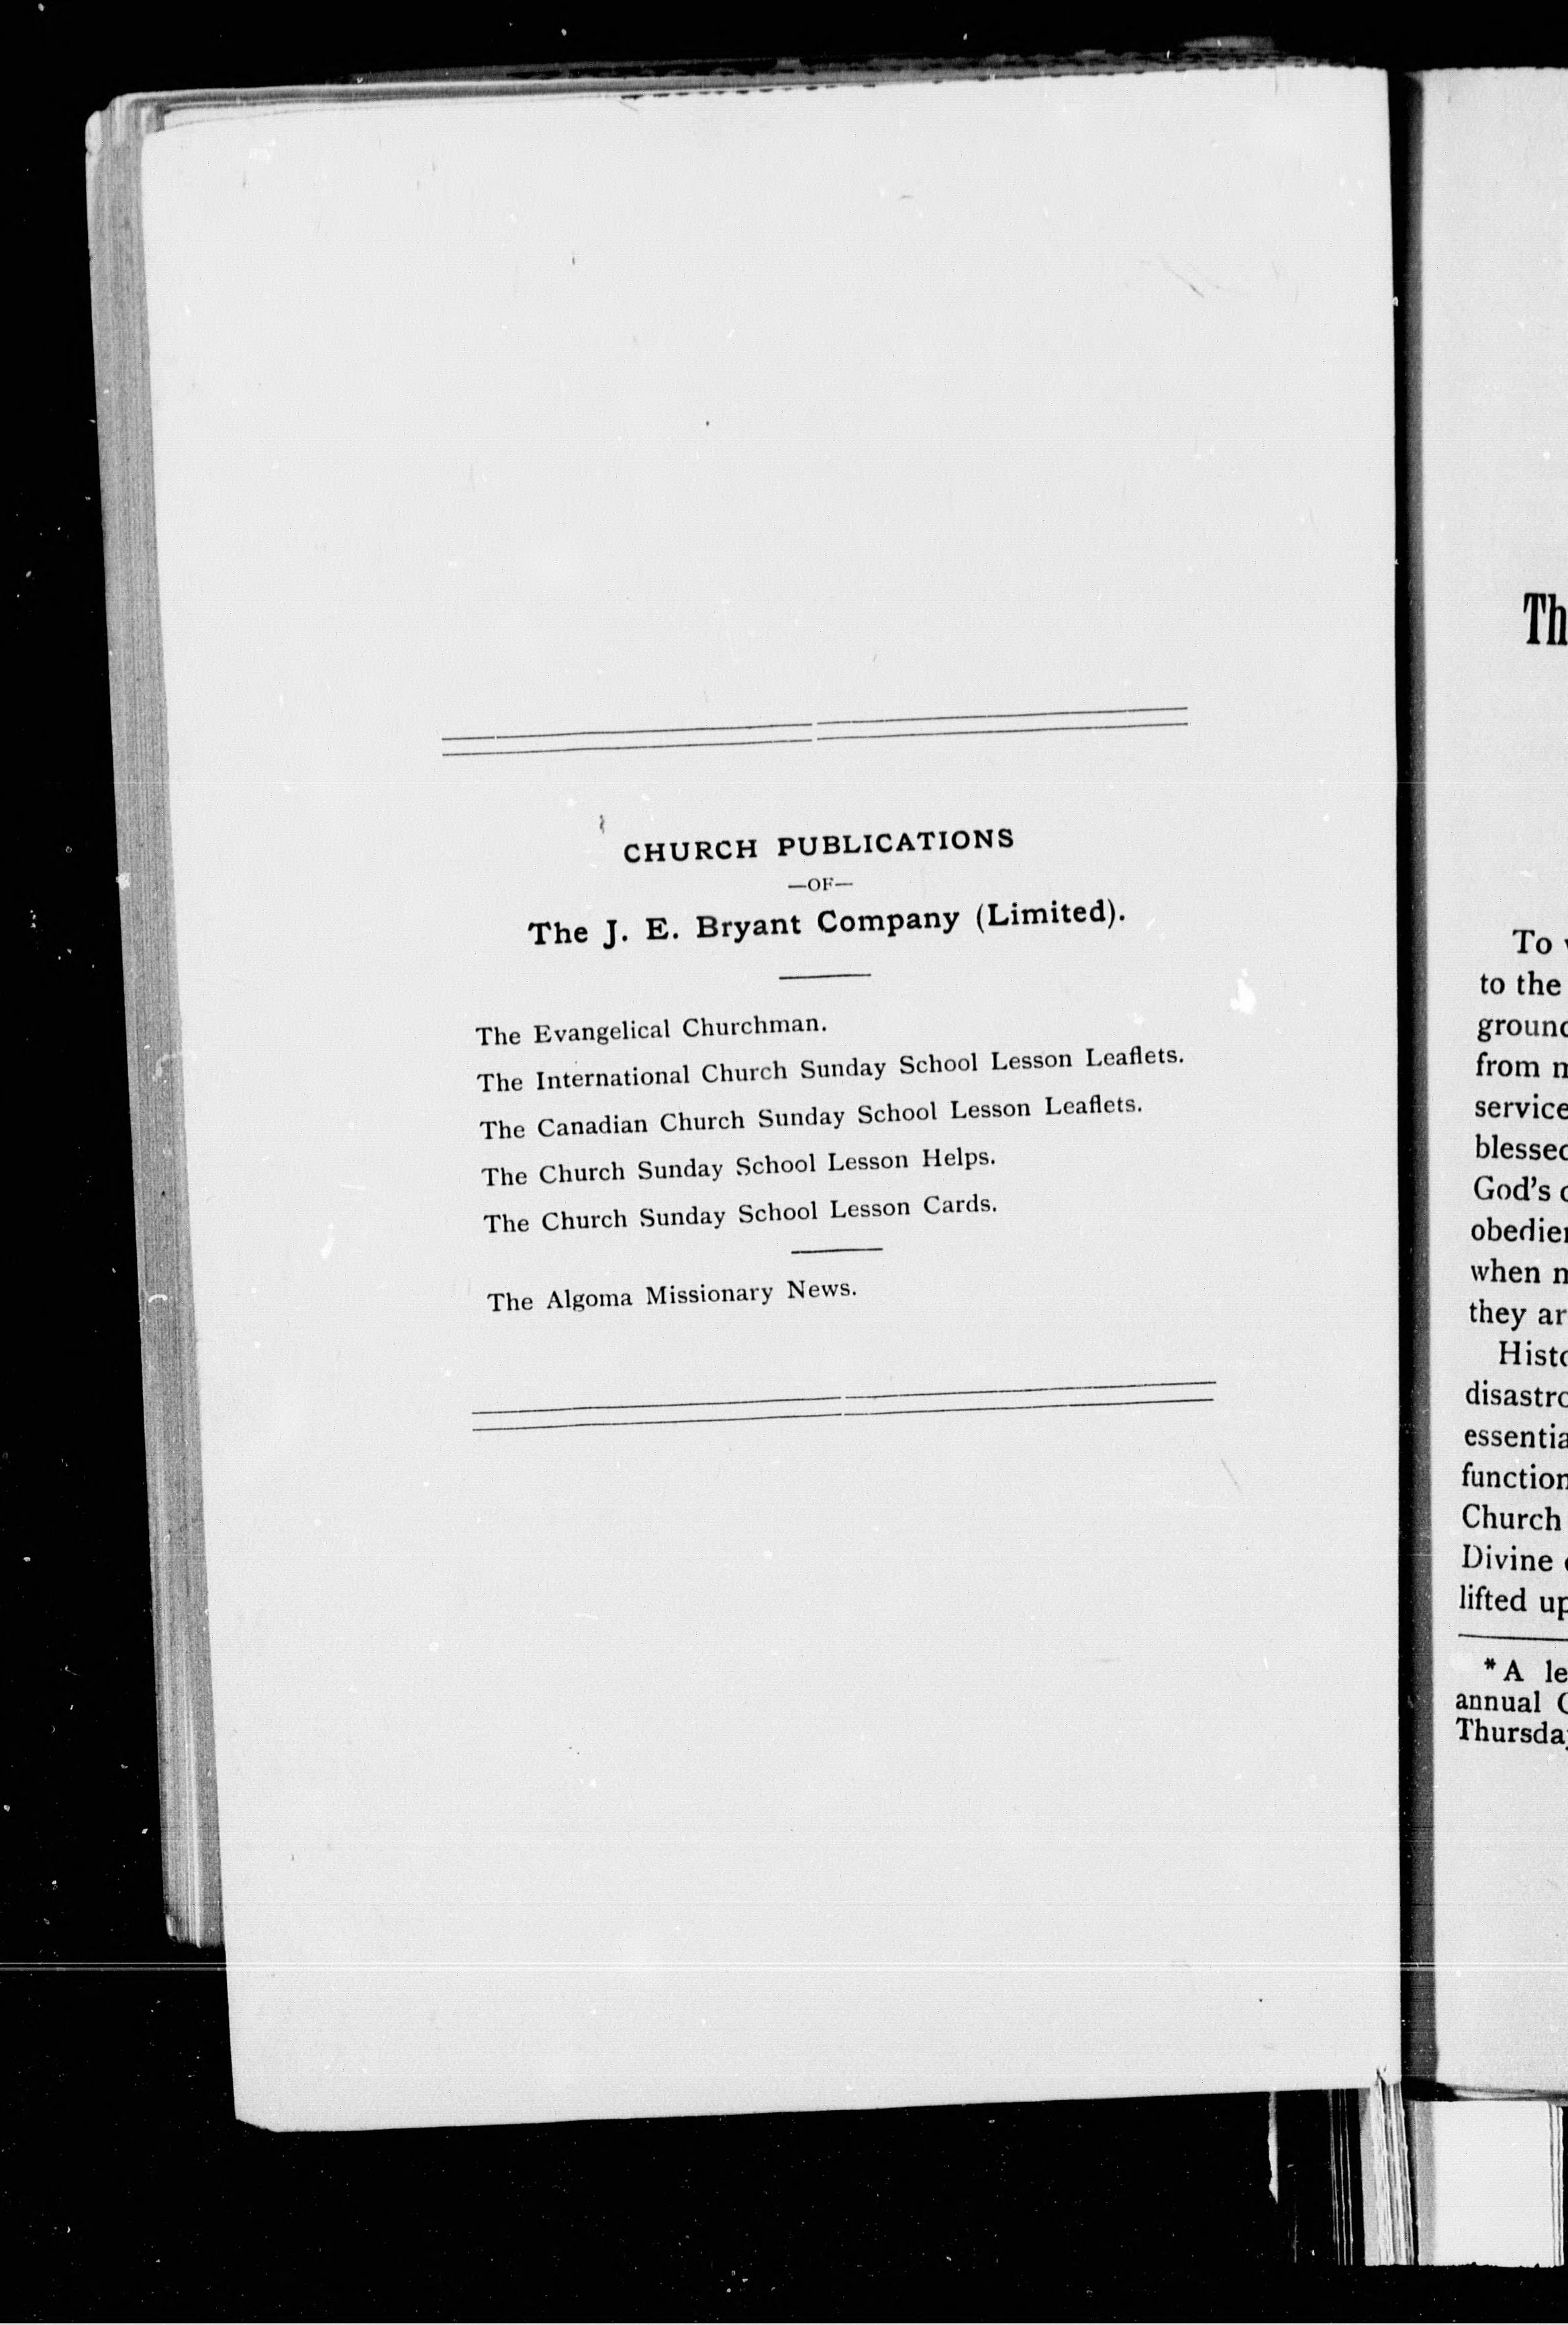 CHURCH PUBLICATIONS
—OF—
The J. E. Bryant Company (Limited).
The Evangelical Churchman.
The International Church Sunday School Lesson Leaflets.
The Canadian Church Sunday School Lesson Leaflets.
The Church Sunday School Lesson Helps.
The Church Sunday School Lesson Cards.
The Algoma Missionary News.
To
to the
from
God's
when
they
Church
Divine
lifted
*A
annual